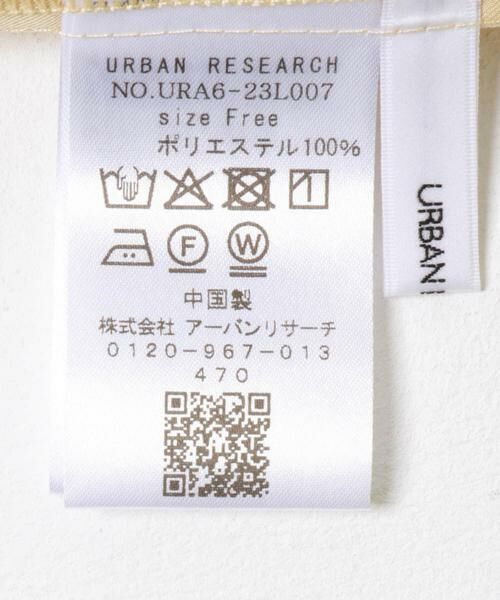 URBAN RESEARCH
NO.URA6-23L007
size Free
ポリエステル100%
F
W
中国製
株式会社 アーバンリサーチ
0120-967-013
470
URBAN